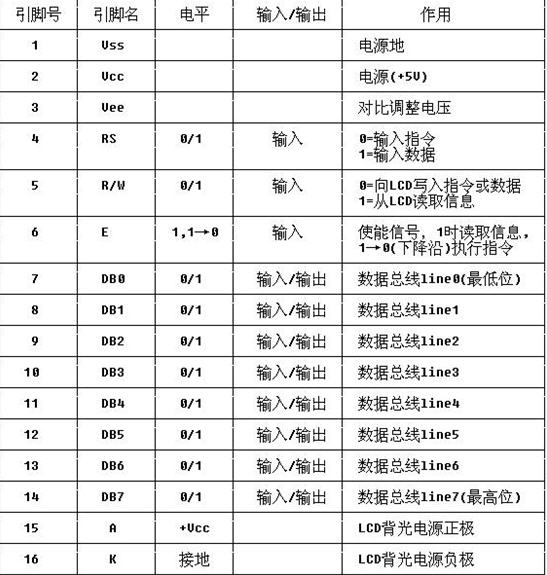 引脚号 引脚名 电平 输入/输出 作用
1 Vss 电源地
2 Vcc 电源(+5V)
3 Vee 对比调整电压
4 RS 0/1 输入 0=输入指令
1=输入数据
5 R/W 0/1 输入 0=向LCD写入指令或数据
1=从LCD读取信息
6 E 1,1→0 输入 使能信号, 1时读取信息,
1→0(下降沿)执行指令
7 DB0 0/1 输入/输出 数据总线line0(最低位)
8 DB1 0/1 输入/输出 数据总线line1
9 DB2 0/1 输入/输出 数据总线line2
10 DB3 0/1 输入/输出 数据总线line3
11 DB4 0/1 输入/输出 数据总线line4
12 DB5 0/1 输入/输出 数据总线line5
13 DB6 0/1 输入/输出 数据总线line6
14 DB7 0/1 输入/输出 数据总线line7(最高位)
15 A +Vcc LCD背光电源正极
16 K 接地 LCD背光电源负极